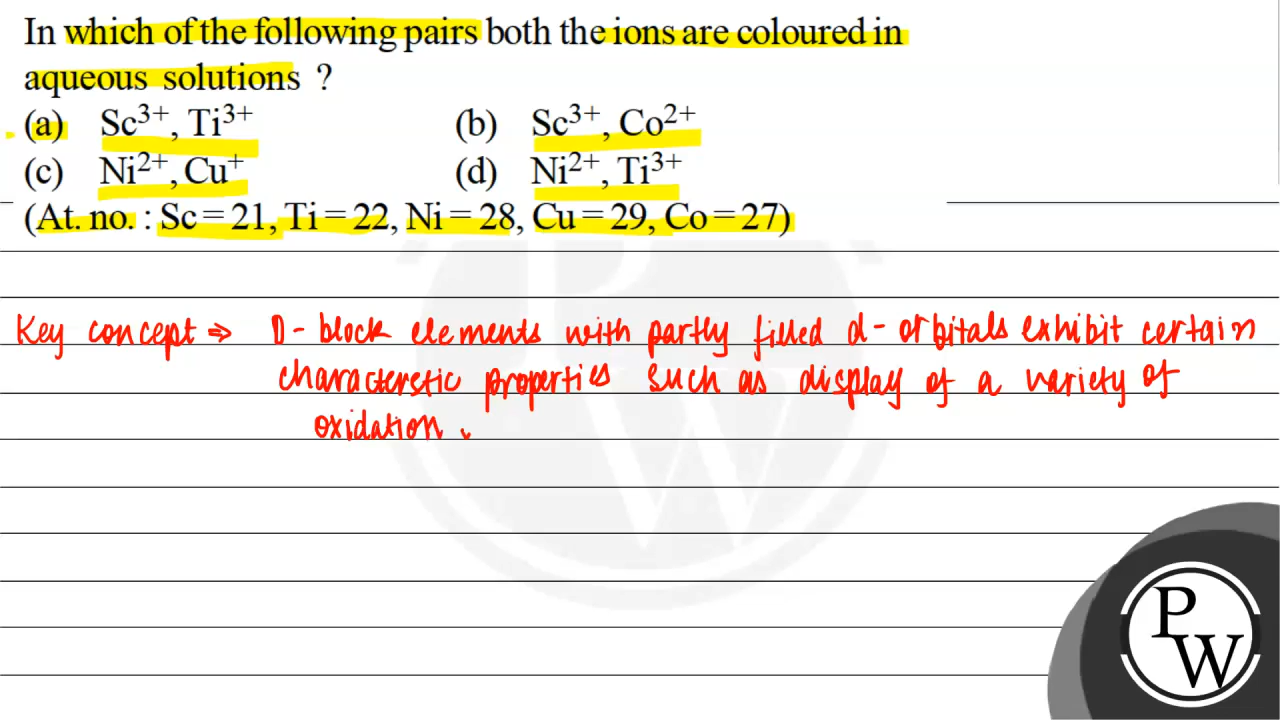 In which of the following pairs both the ions are coloured in
aqueous solutions ?
(a) Sc³⁺, Ti³⁺ (b) Sc³⁺, Co²⁺
(c) Ni²⁺, Cu⁺ (d) Ni²⁺, Ti³⁺
(At. no. : Sc = 21, Ti = 22, Ni = 28, Cu = 29, Co = 27)
Key concept ⇒ D-block elements with partly filled d-orbitals exhibit certain
characterstic properties such as display of a variety of
oxidation.
P
W